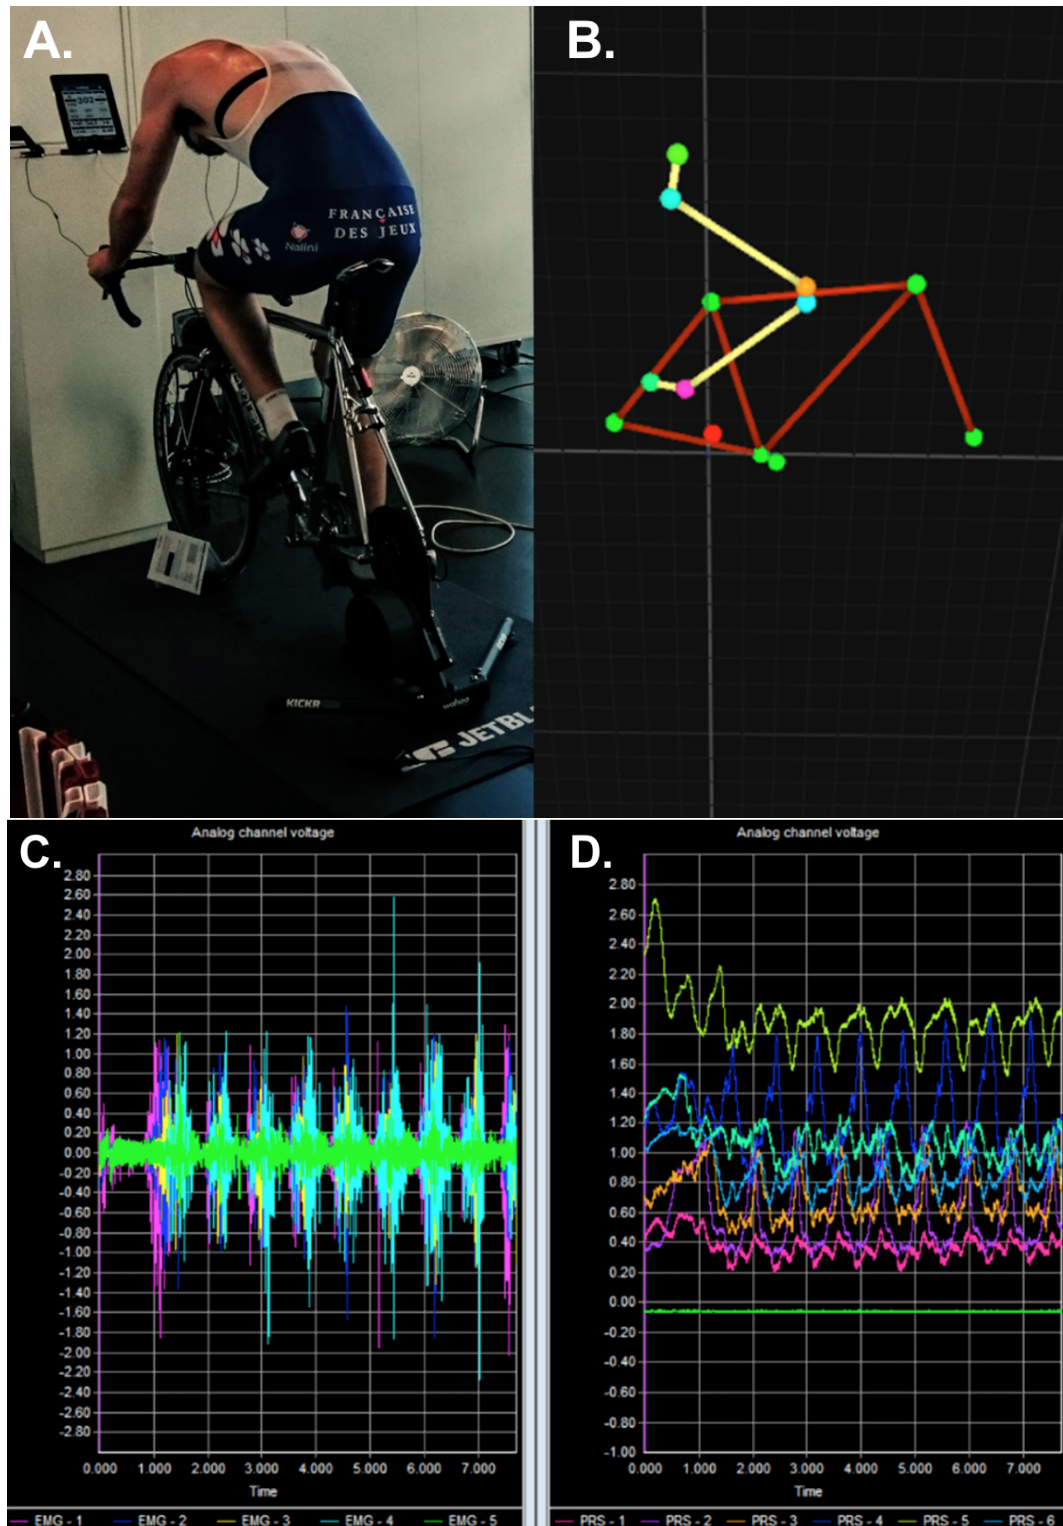 A.
302
FRANÇAISE
DES JEUX
Nalini
KICKR
wahoo
JETBL
B.
C.
Analog channel voltage
2.80
2.60
2.40
2.20
2.00
1.80
1.60
1.40
1.20
1.00
0.80
0.60
0.40
0.20
0.00
-0.20
-0.40
-0.60
-0.80
-1.00
-1.20
-1.40
-1.60
-1.80
-2.00
-2.20
-2.40
-2.60
-2.80
0.000 1.000 2.000 3.000 4.000 5.000 6.000 7.000
Time
EMG - 1 EMG - 2 EMG - 3 EMG - 4 EMG - 5
D.
Analog channel voltage
2.80
2.60
2.40
2.20
2.00
1.80
1.60
1.40
1.20
1.00
0.80
0.60
0.40
0.20
0.00
-0.20
-0.40
-0.60
-0.80
-1.00
0.000 1.000 2.000 3.000 4.000 5.000 6.000 7.000
Time
PRS - 1 PRS - 2 PRS - 3 PRS - 4 PRS - 5 PRS - 6